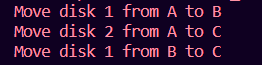 Move disk 1 from A to B
Move disk 2 from A to C
Move disk 1 from B to C